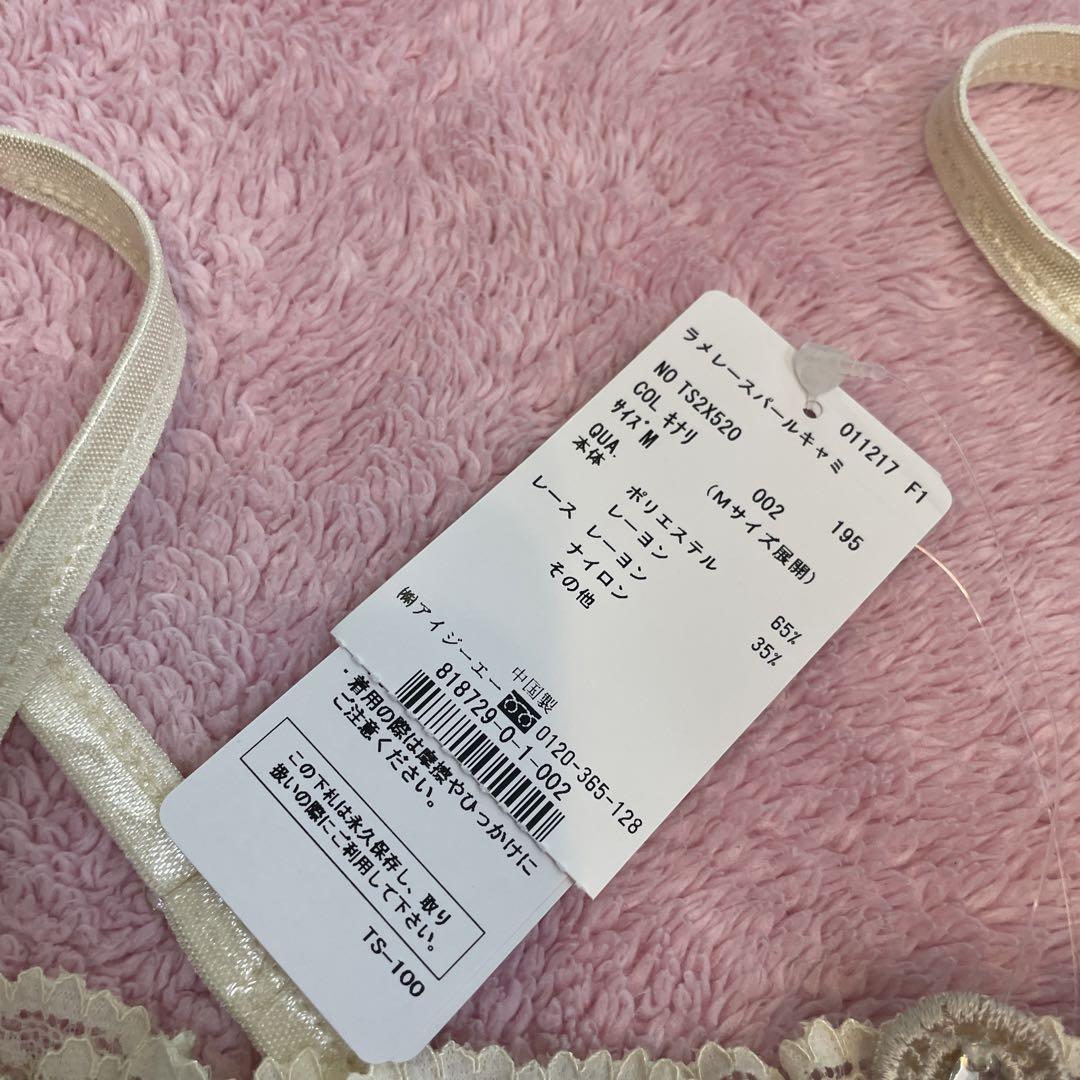 ラメレースパールキャミ
011217 F1
NO TS2X520
COL キナリ 002 195
サイズ M (Mサイズ展開)
QUA.
本体 ポリエステル 65%
レーヨン 35%
レース レーヨン
ナイロン
その他
中国製
㈱アイジーエー 0120-365-128
818729-0-1-002
・着用の際は摩擦やひっかけに
ご注意ください。
この下札は永久保存し、取り
扱いの際にご利用して下さい。
TS-100